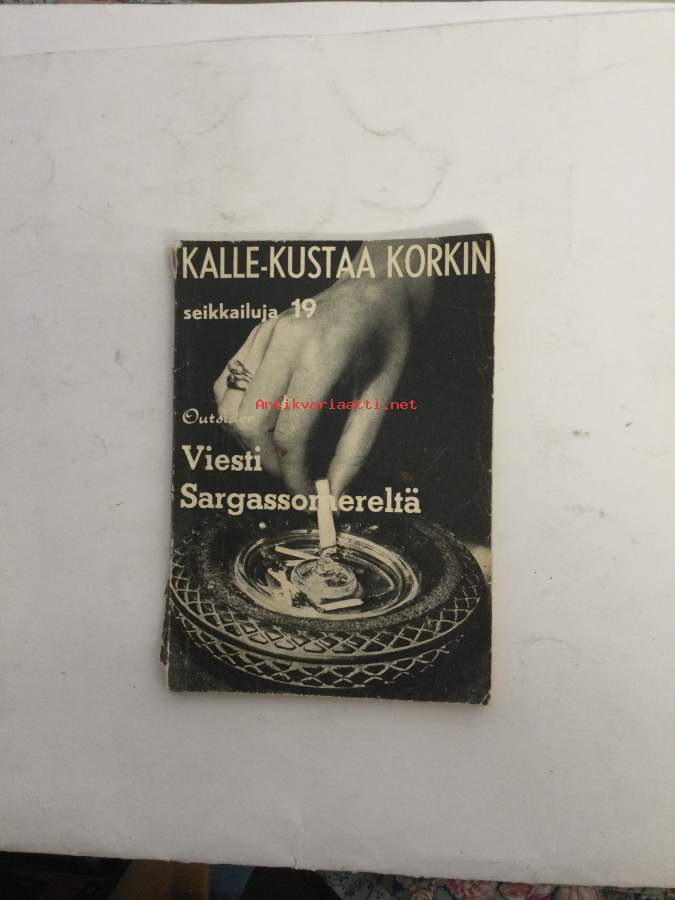 KALLE-KUSTAA KORKIN
seikkailuja 19
Outsider
Antikvariaatti.net
Viesti
Sargassomereltä